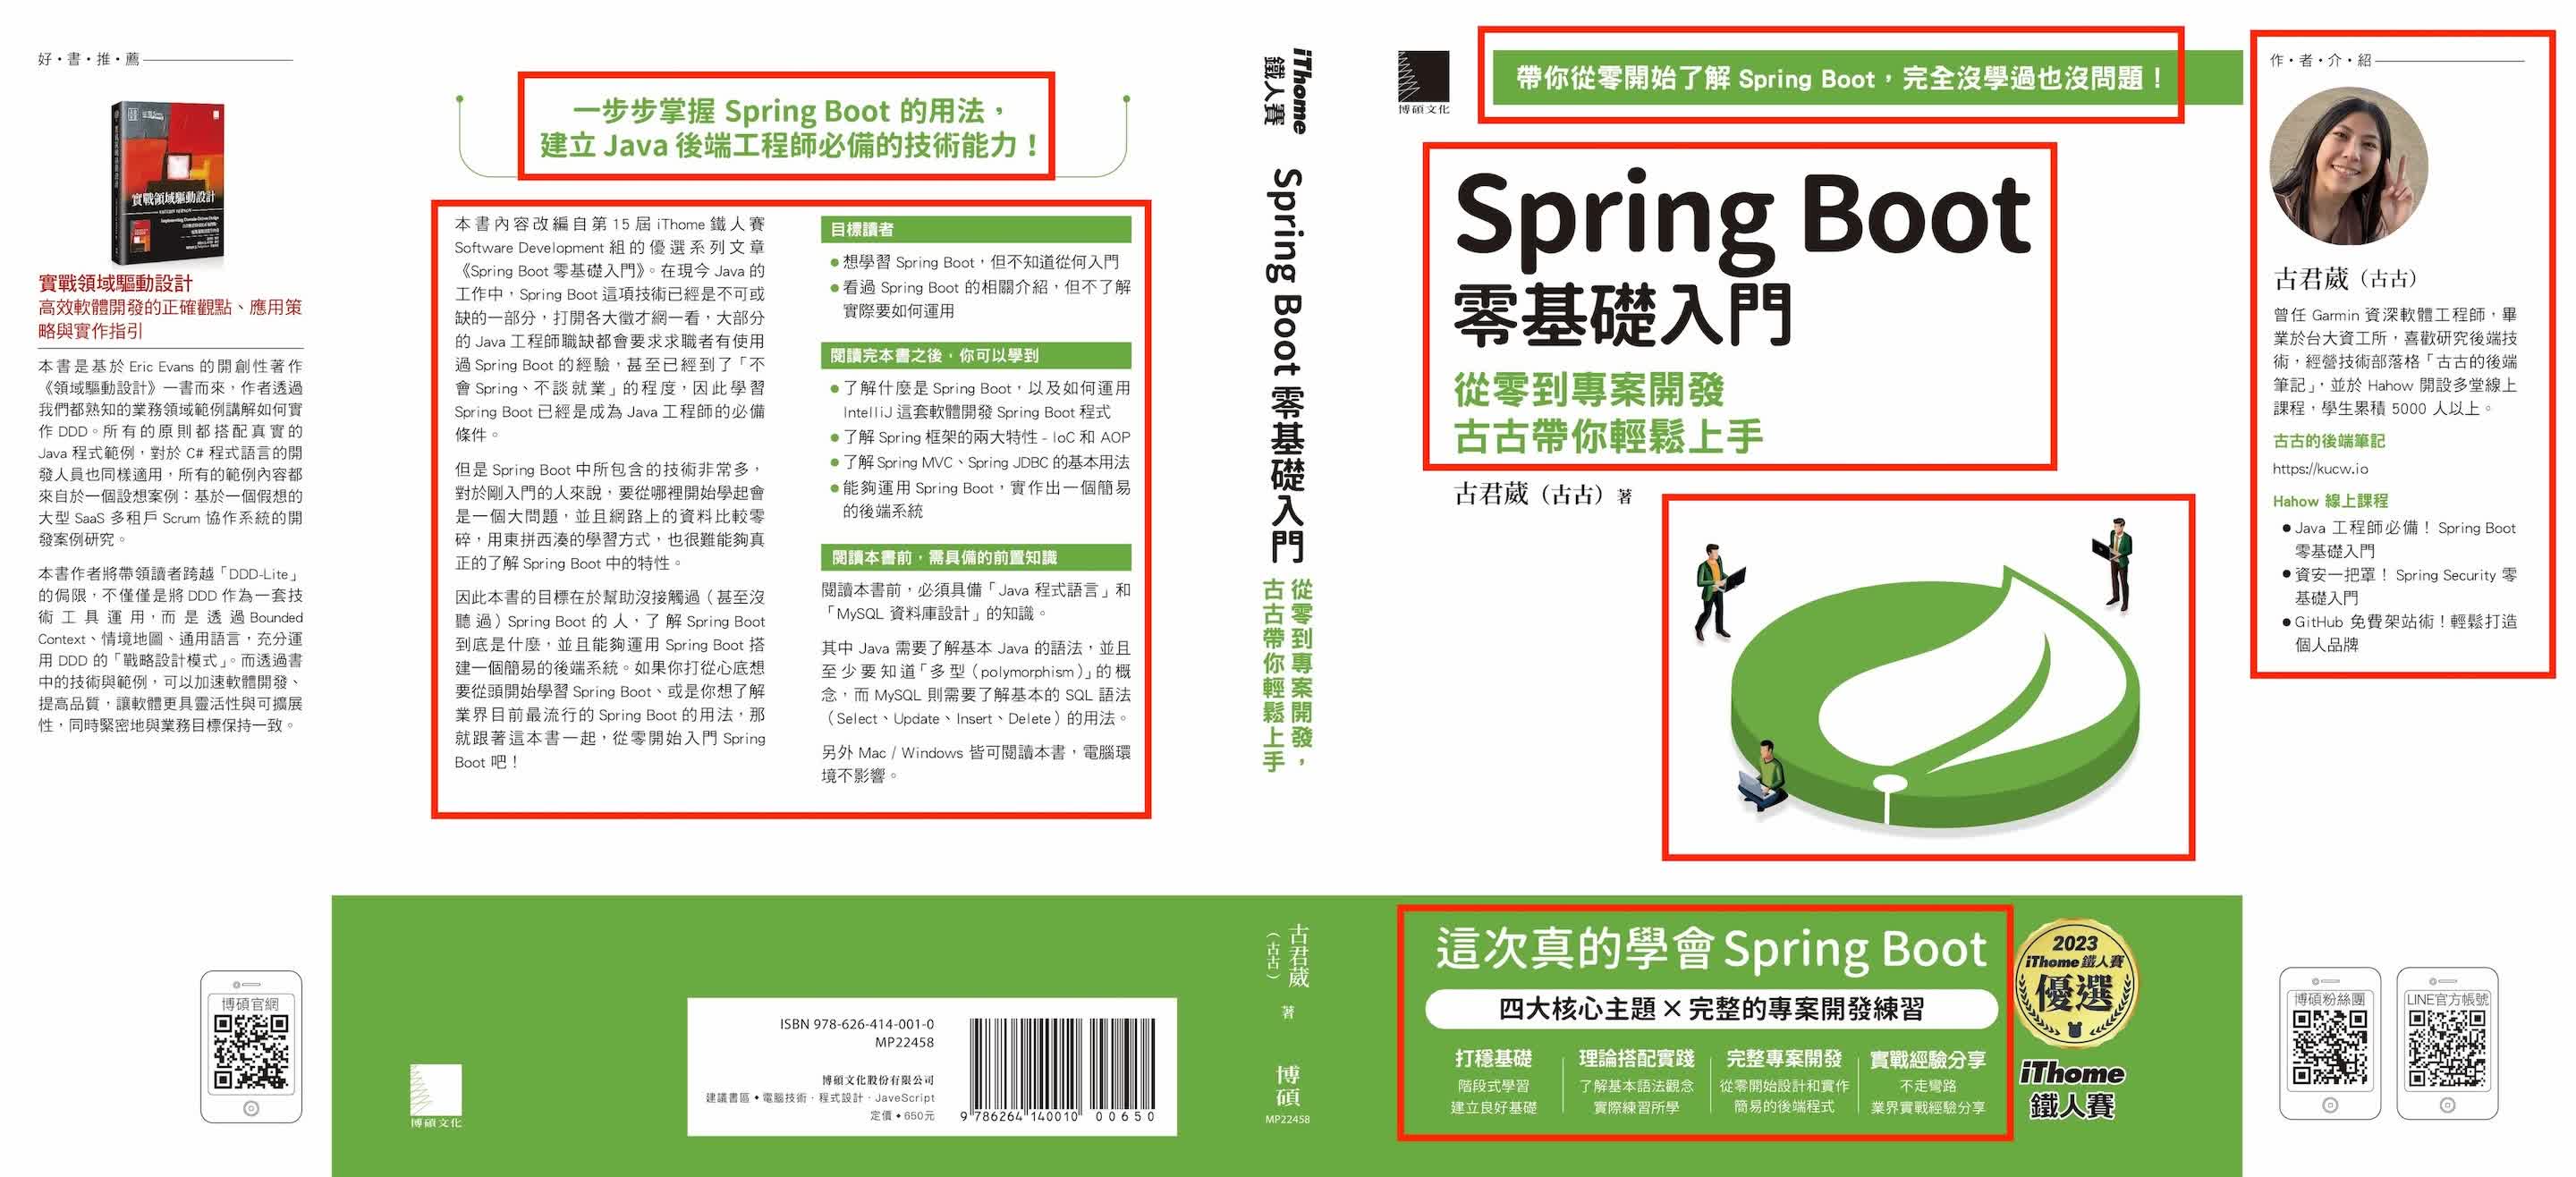 好・書・推・薦
實戰領域驅動設計
實戰領域驅動設計
高效軟體開發的正確觀點、應用策
略與實作指引
本書是基於 Eric Evans 的開創性著作
《領域驅動設計》一書而來，作者透過
我們都熟知的業務領域範例講解如何實
作 DDD。所有的原則都搭配真實的
Java 程式範例，對於 C# 程式語言的開
發人員也同樣適用，所有的範例內容都
來自於一個設想案例：基於一個假想的
大型 SaaS 多租戶 Scrum 協作系統的開
發案例研究。
本書作者將帶領讀者跨越「DDD-Lite」
的侷限，不僅僅是將 DDD 作為一套技
術工具運用，而是透過 Bounded
Context、情境地圖、通用語言，充分運
用 DDD 的「戰略設計模式」。而透過書
中的技術與範例，可以加速軟體開發、
提高品質，讓軟體更具靈活性與可擴展
性，同時緊密地與業務目標保持一致。
博碩官網
一步步掌握 Spring Boot 的用法，
建立 Java 後端工程師必備的技術能力！
本書內容改編自第 15 屆 iThome 鐵人賽
Software Development 組的優選系列文章
《Spring Boot 零基礎入門》。在現今 Java 的
工作中，Spring Boot 這項技術已經是不可或
缺的一部分，打開各大徵才網一看，大部分
的 Java 工程師職缺都會要求求職者有使用
過 Spring Boot 的經驗，甚至已經到了「不
會 Spring、不談就業」的程度，因此學習
Spring Boot 已經是成為 Java 工程師的必備
條件。
但是 Spring Boot 中所包含的技術非常多，
對於剛入門的人來說，要從哪裡開始學起會
是一個大問題，並且網路上的資料比較零
碎，用東拼西湊的學習方式，也很難能夠真
正的了解 Spring Boot 中的特性。
因此本書的目標在於幫助沒接觸過（甚至沒
聽過）Spring Boot 的人，了解 Spring Boot
到底是什麼，並且能夠運用 Spring Boot 搭
建一個簡易的後端系統。如果你打從心底想
要從頭開始學習 Spring Boot、或是你想了解
業界目前最流行的 Spring Boot 的用法，那
就跟著這本書一起，從零開始入門 Spring
Boot 吧！
目標讀者
●想學習 Spring Boot，但不知道從何入門
●看過 Spring Boot 的相關介紹，但不了解
實際要如何運用
閱讀完本書之後，你可以學到
●了解什麼是 Spring Boot，以及如何運用
IntelliJ 這套軟體開發 Spring Boot 程式
●了解 Spring 框架的兩大特性 - IoC 和 AOP
●了解 Spring MVC、Spring JDBC 的基本用法
●能夠運用 Spring Boot，實作出一個簡易
的後端系統
閱讀本書前，需具備的前置知識
閱讀本書前，必須具備「Java 程式語言」和
「MySQL 資料庫設計」的知識。
其中 Java 需要了解基本 Java 的語法，並且
至少要知道「多型（polymorphism）」的概
念，而 MySQL 則需要了解基本的 SQL 語法
（Select、Update、Insert、Delete）的用法。
另外 Mac / Windows 皆可閱讀本書，電腦環
境不影響。
博碩文化
ISBN 978-626-414-001-0
MP22458
博碩文化股份有限公司
建議書區◆電腦技術．程式設計．JaveScript
定價◆650元
9 786264 140010 00650
iThome
鐵人賽
Spring Boot 零基礎入門
從零到專案開發，
古古帶你輕鬆上手
古君葳
（古古）
著
博碩
MP22458
博碩文化
帶你從零開始了解 Spring Boot，完全沒學過也沒問題！
Spring Boot
零基礎入門
從零到專案開發
古古帶你輕鬆上手
古君葳（古古）著
這次真的學會 Spring Boot
四大核心主題 × 完整的專案開發練習
打穩基礎
階段式學習
建立良好基礎
理論搭配實踐
了解基本語法觀念
實際練習所學
完整專案開發
從零開始設計和實作
簡易的後端程式
實戰經驗分享
不走彎路
業界實戰經驗分享
2023
iThome 鐵人賽
優選
iThome
鐵人賽
作・者・介・紹
古君葳（古古）
曾任 Garmin 資深軟體工程師，畢
業於台大資工所，喜歡研究後端技
術，經營技術部落格「古古的後端
筆記」，並於 Hahow 開設多堂線上
課程，學生累積 5000 人以上。
古古的後端筆記
https://kucw.io
Hahow 線上課程
●Java 工程師必備！Spring Boot
零基礎入門
●資安一把罩！Spring Security 零
基礎入門
●GitHub 免費架站術！輕鬆打造
個人品牌
博碩粉絲團
LINE官方帳號